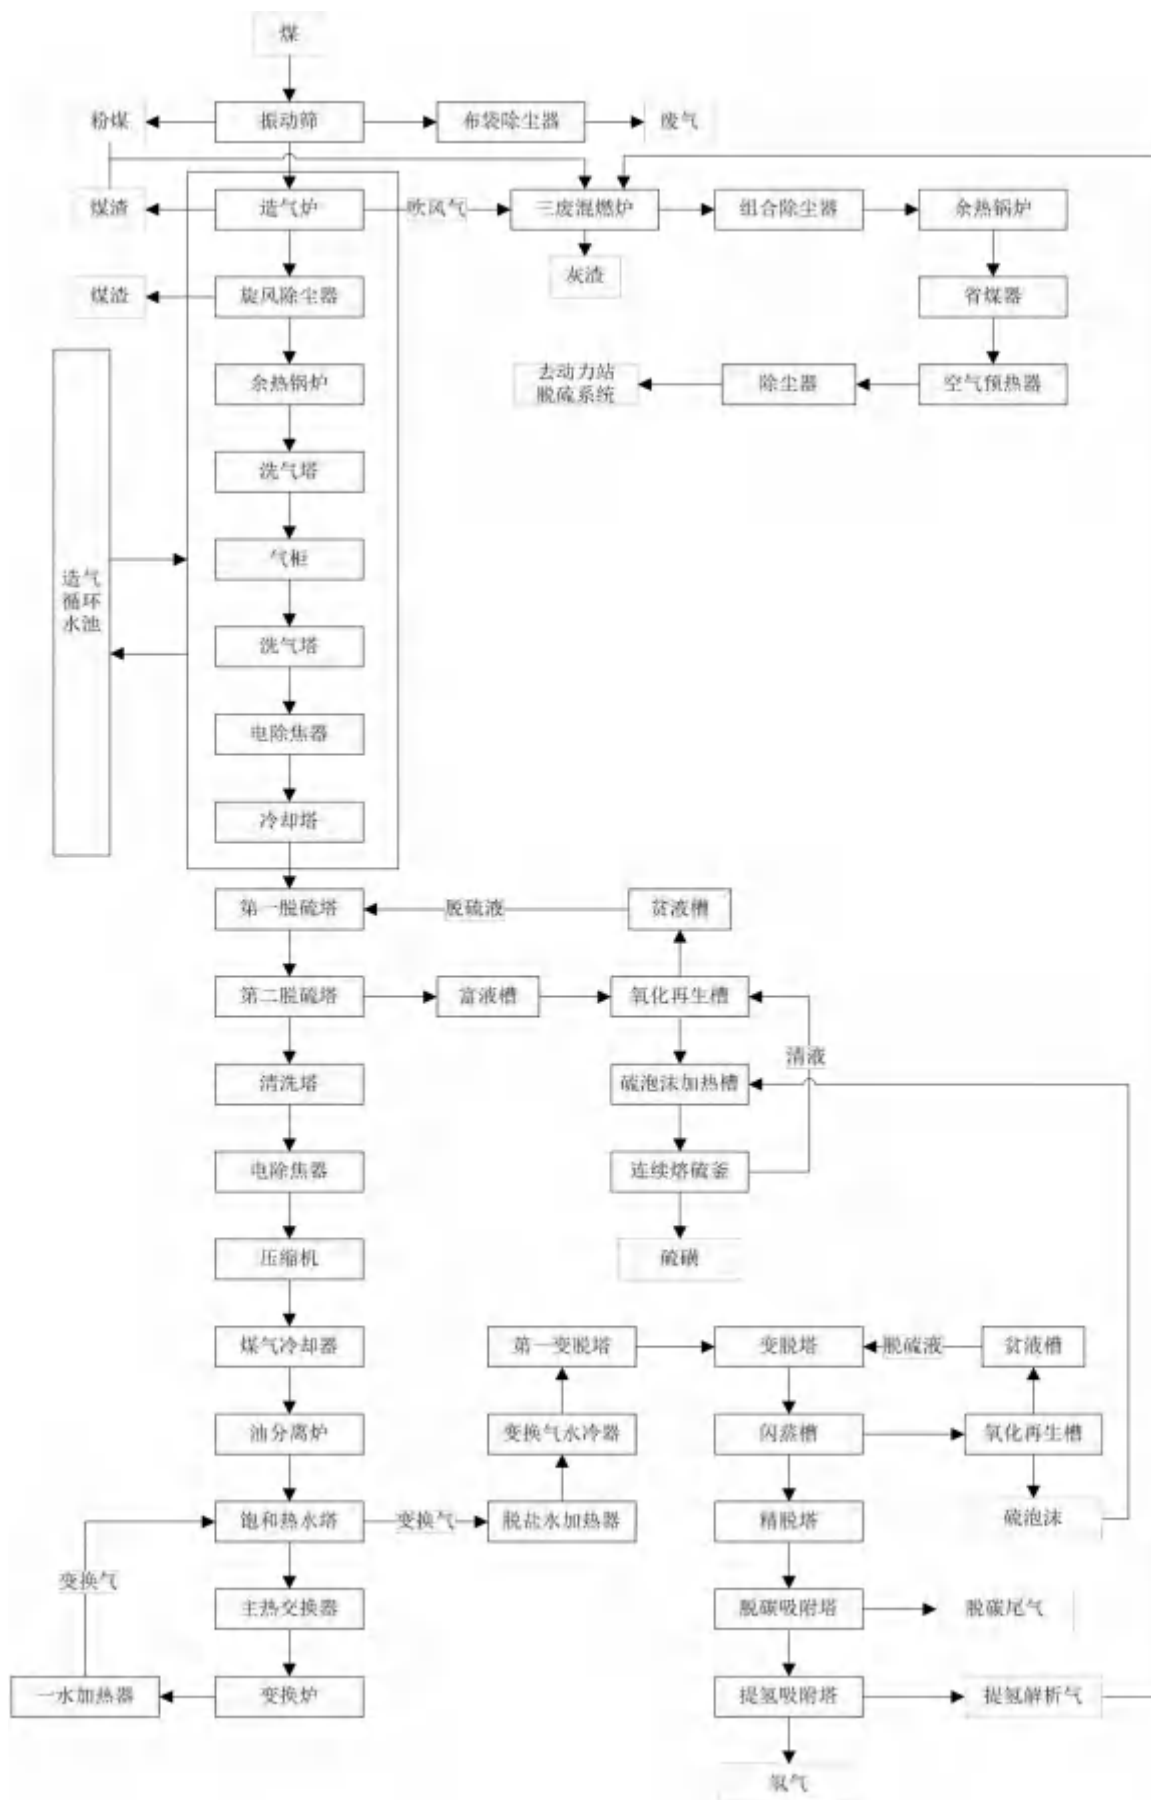 煤
粉煤
振动筛
布袋除尘器
废气
煤渣
造气炉
吹风气
三废混燃炉
组合除尘器
余热锅炉
灰渣
煤渣
旋风除尘器
省煤器
余热锅炉
去动力站
脱硫系统
除尘器
空气预热器
洗气塔
气柜
造气
循环
水池
洗气塔
电除焦器
冷却塔
第一脱硫塔
脱硫液
贫液槽
第二脱硫塔
富液槽
氧化再生槽
清液
清洗塔
硫泡沫加热槽
电除焦器
连续熔硫釜
压缩机
硫磺
煤气冷却器
第一变脱塔
变脱塔
脱硫液
贫液槽
油分离炉
变换气水冷器
闪蒸槽
氧化再生槽
饱和热水塔
变换气
脱盐水加热器
精脱塔
硫泡沫
变换气
主热交换器
脱碳吸附塔
脱碳尾气
一水加热器
变换炉
提氢吸附塔
提氢解析气
氢气